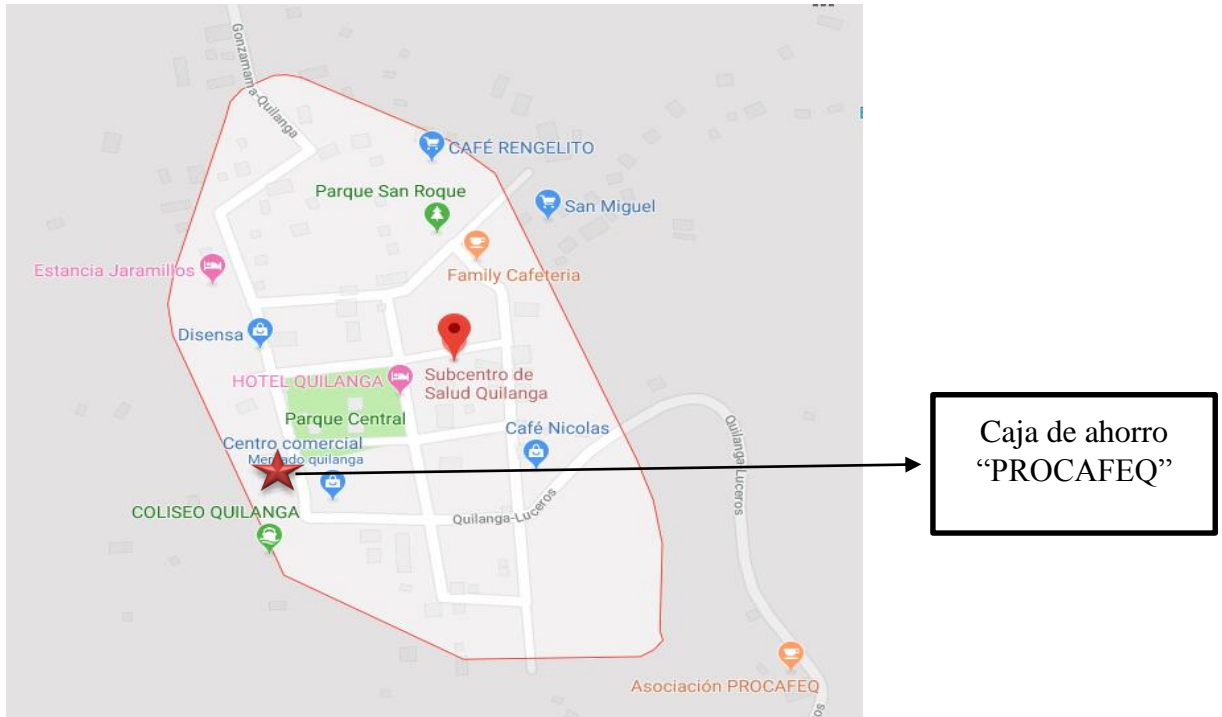 Gonzamama-Quilanga
CAFÉ RENGELITO
Parque San Roque
San Miguel
Estancia Jaramillos
Family Cafeteria
Disensa
HOTEL QUILANGA
Subcentro de
Salud Quilanga
Parque Central
Café Nicolas
Centro comercial
Mercado quilanga
COLISEO QUILANGA
Quilanga-Luceros
Quilanga-Luceros
Asociación PROCAFEQ
Caja de ahorro
“PROCAFEQ”